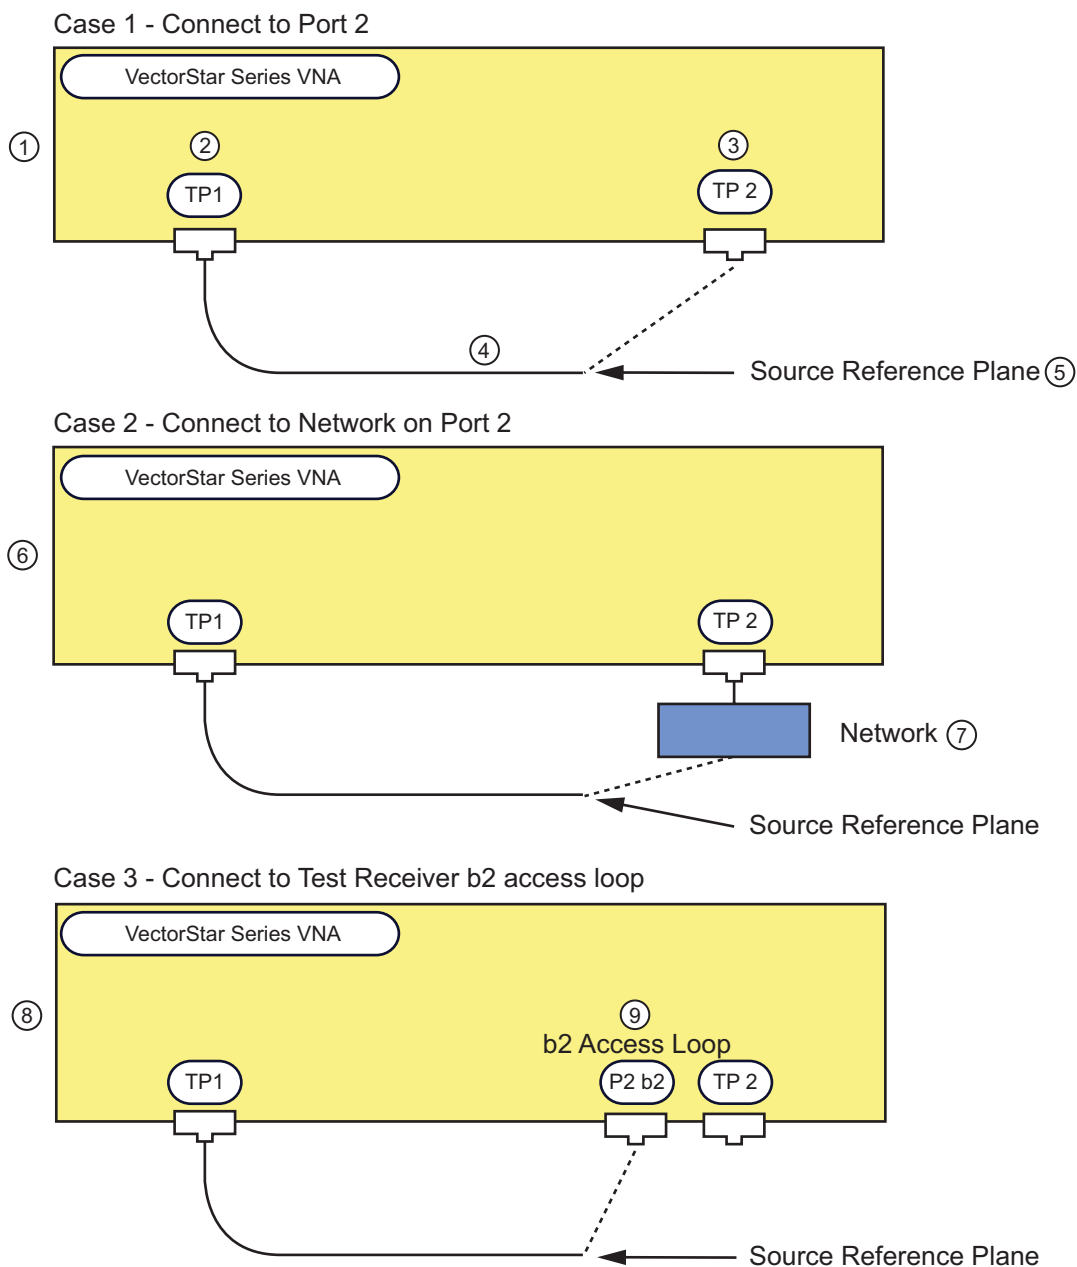 Case 1 - Connect to Port 2
VectorStar Series VNA
1
2
3
TP1
TP 2
4
Source Reference Plane 5
Case 2 - Connect to Network on Port 2
VectorStar Series VNA
6
TP1
TP 2
Network 7
Source Reference Plane
Case 3 - Connect to Test Receiver b2 access loop
VectorStar Series VNA
8
9
b2 Access Loop
TP1
P2 b2
TP 2
Source Reference Plane